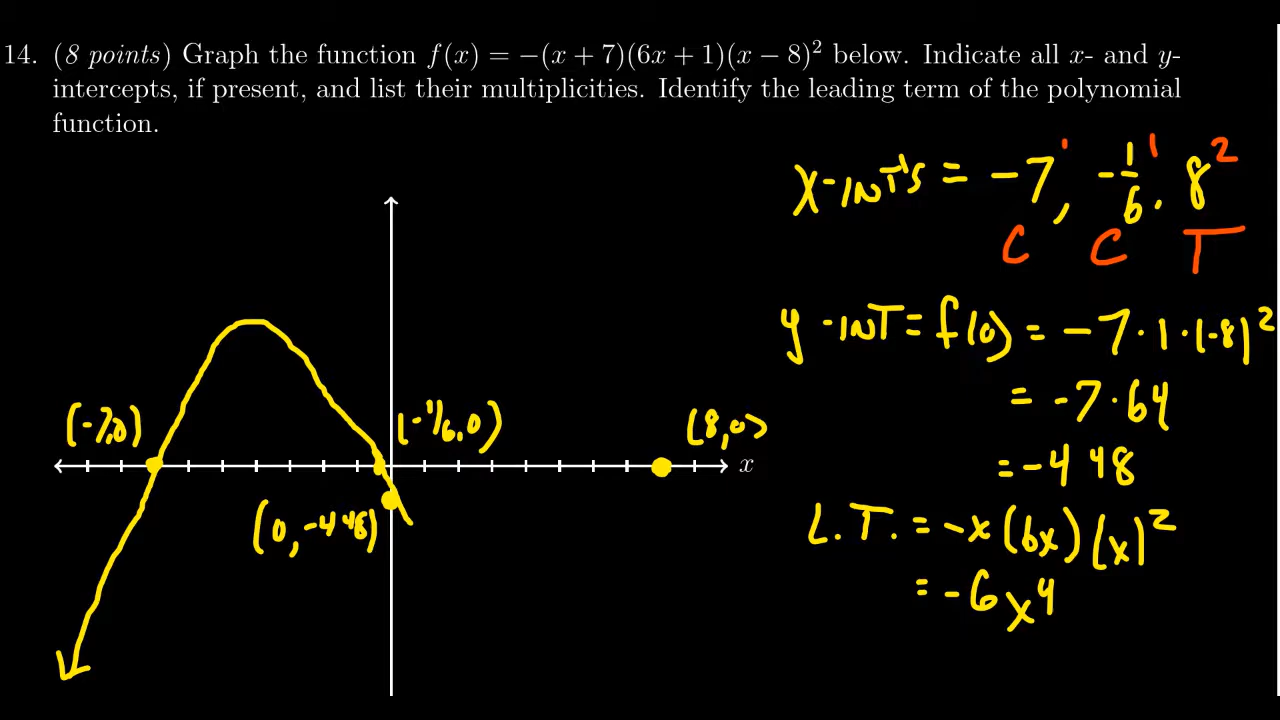 14. (8 points) Graph the function f(x) = −(x + 7)(6x + 1)(x − 8)² below. Indicate all x- and y-
intercepts, if present, and list their multiplicities. Identify the leading term of the polynomial
function.
x-INT's = -7¹, -1/6¹, 8²
C C T
y-INT = f(0) = -7·1·(-8)²
= -7·64
= -448
L.T. = -x(6x)(x)²
= -6x⁴
(-7,0)
(-1/6,0)
(8,0)
x
(0,-448)